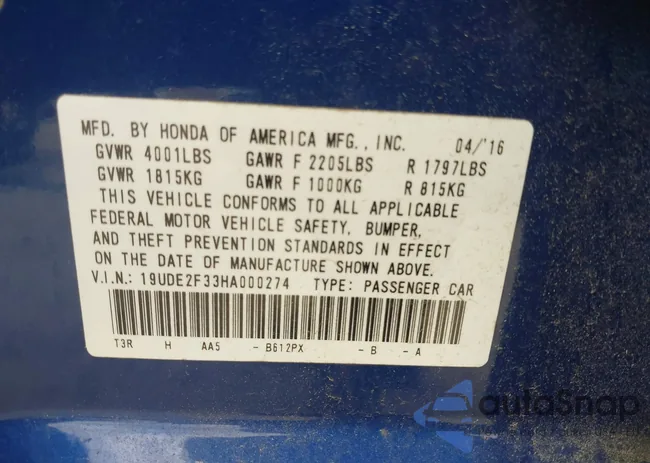 MFD. BY HONDA OF AMERICA MFG., INC. 04/'16
GVWR 4001LBS GAWR F 2205LBS R 1797LBS
GVWR 1815KG GAWR F 1000KG R 815KG
THIS VEHICLE CONFORMS TO ALL APPLICABLE
FEDERAL MOTOR VEHICLE SAFETY, BUMPER,
AND THEFT PREVENTION STANDARDS IN EFFECT
ON THE DATE OF MANUFACTURE SHOWN ABOVE.
V.I.N.: 19UDE2F33HA000274 TYPE: PASSENGER CAR
T3R H AA5 - B612PX - B - A
autoSnap